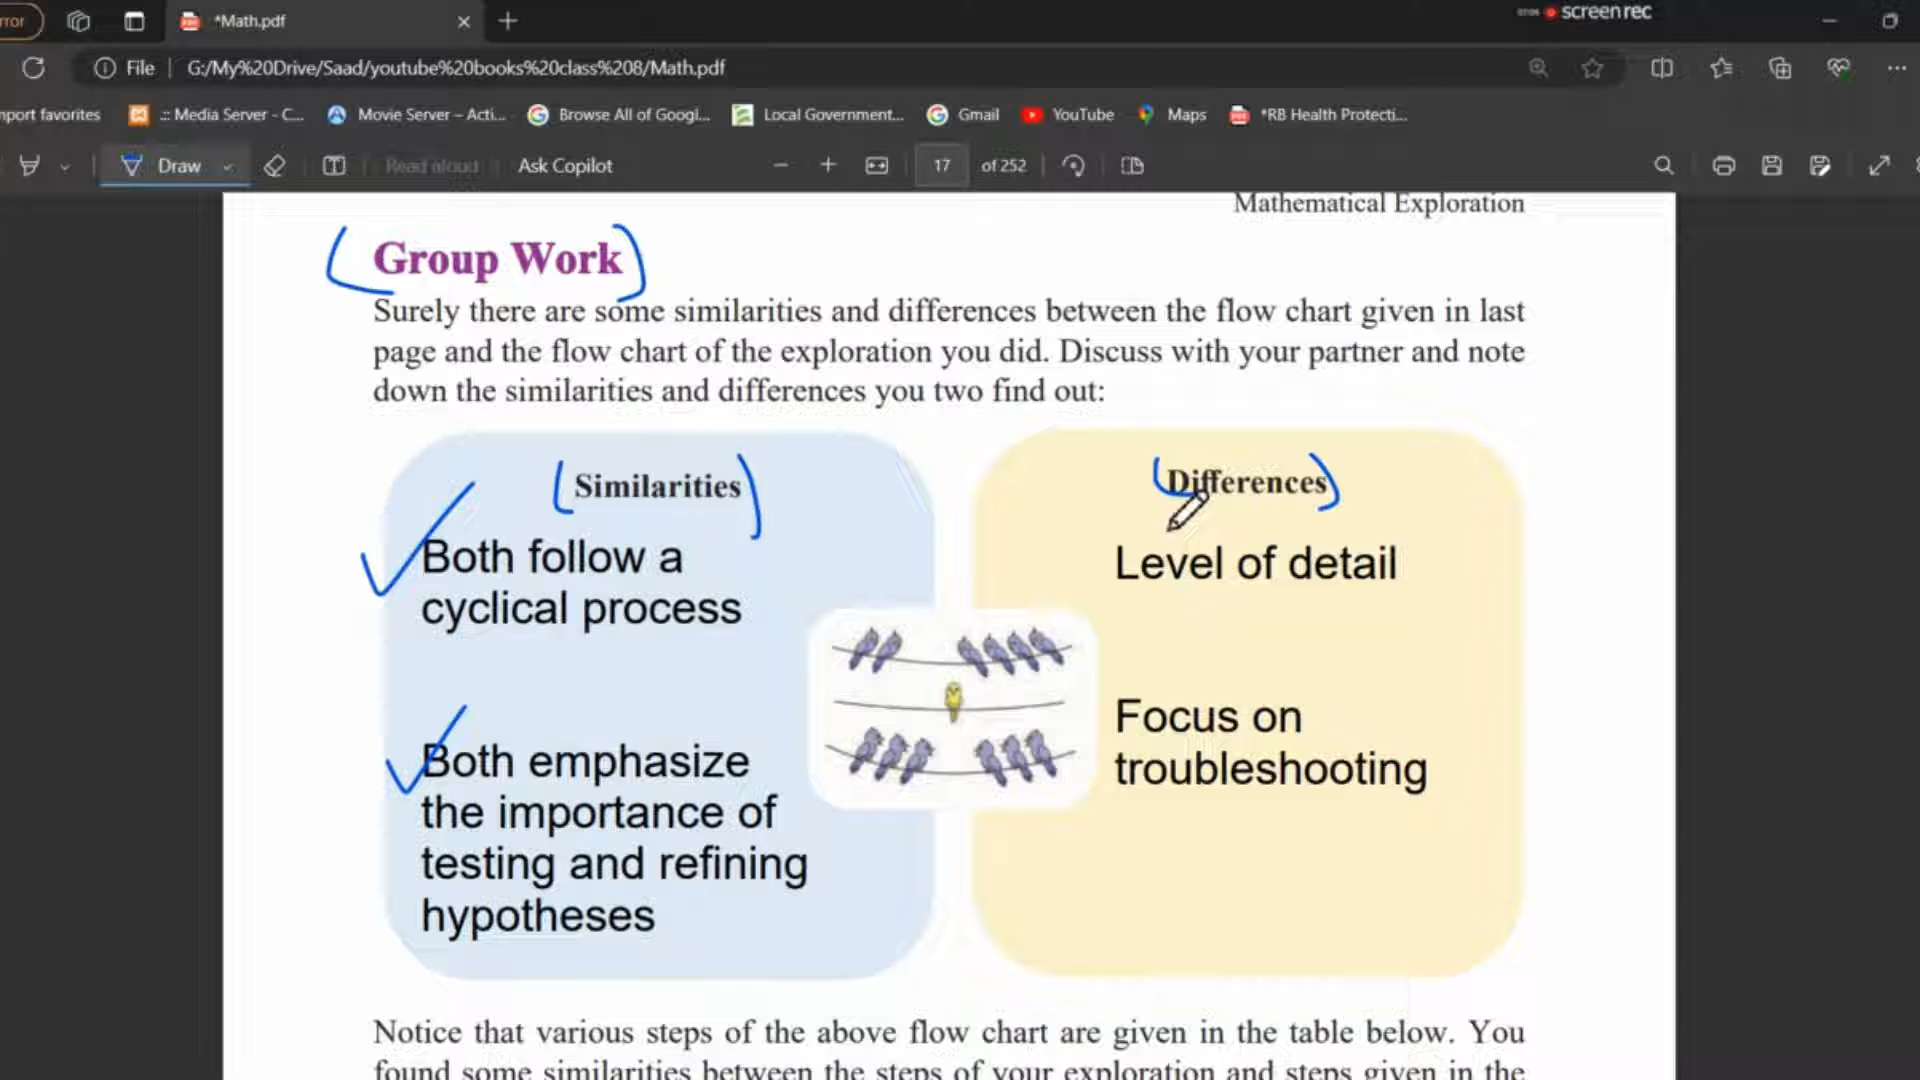 rror
*Math.pdf
screenrec
File
G:/My%20Drive/Saad/youtube%20books%20class%208/Math.pdf
mport favorites
.:: Media Server - C...
Movie Server – Acti...
Browse All of Googl...
Local Government...
Gmail
YouTube
Maps
*RB Health Protecti...
Draw
Read aloud
Ask Copilot
17
of 252
Mathematical Exploration
Group Work
Surely there are some similarities and differences between the flow chart given in last
page and the flow chart of the exploration you did. Discuss with your partner and note
down the similarities and differences you two find out:
Similarities
Both follow a
cyclical process
Both emphasize
the importance of
testing and refining
hypotheses
Differences
Level of detail
Focus on
troubleshooting
Notice that various steps of the above flow chart are given in the table below. You
found some similarities between the steps of your exploration and steps given in the